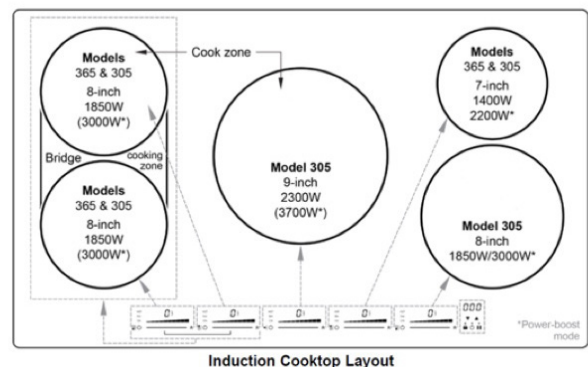 Models
365 & 305
8-inch
1850W
(3000W*)
Cook zone
Models
365 & 305
7-inch
1400W
2200W*
Bridge
cooking
zone
Model 305
9-inch
2300W
(3700W*)
Models
365 & 305
8-inch
1850W
(3000W*)
Model 305
8-inch
1850W/3000W*
*Power-boost
mode
Induction Cooktop Layout